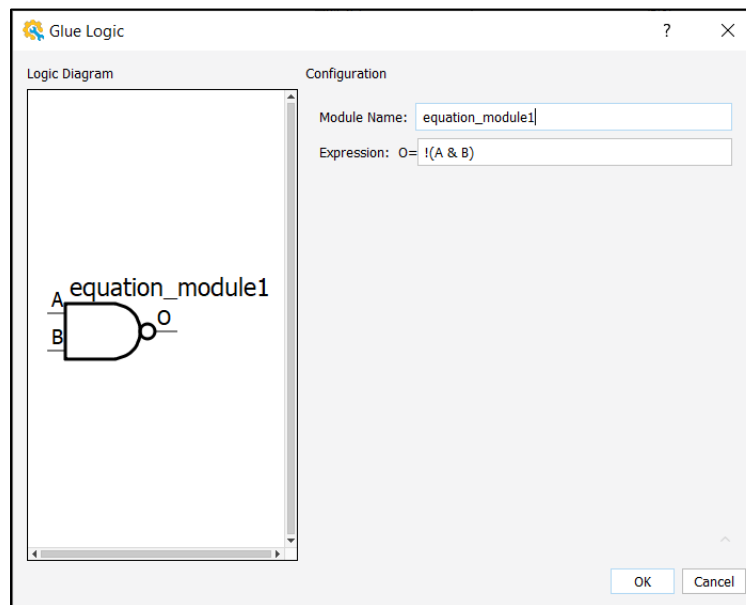 Glue Logic
?
Logic Diagram
Configuration
Module Name: equation_module1
Expression: O= !(A & B)
equation_module1
A
O
B
OK
Cancel